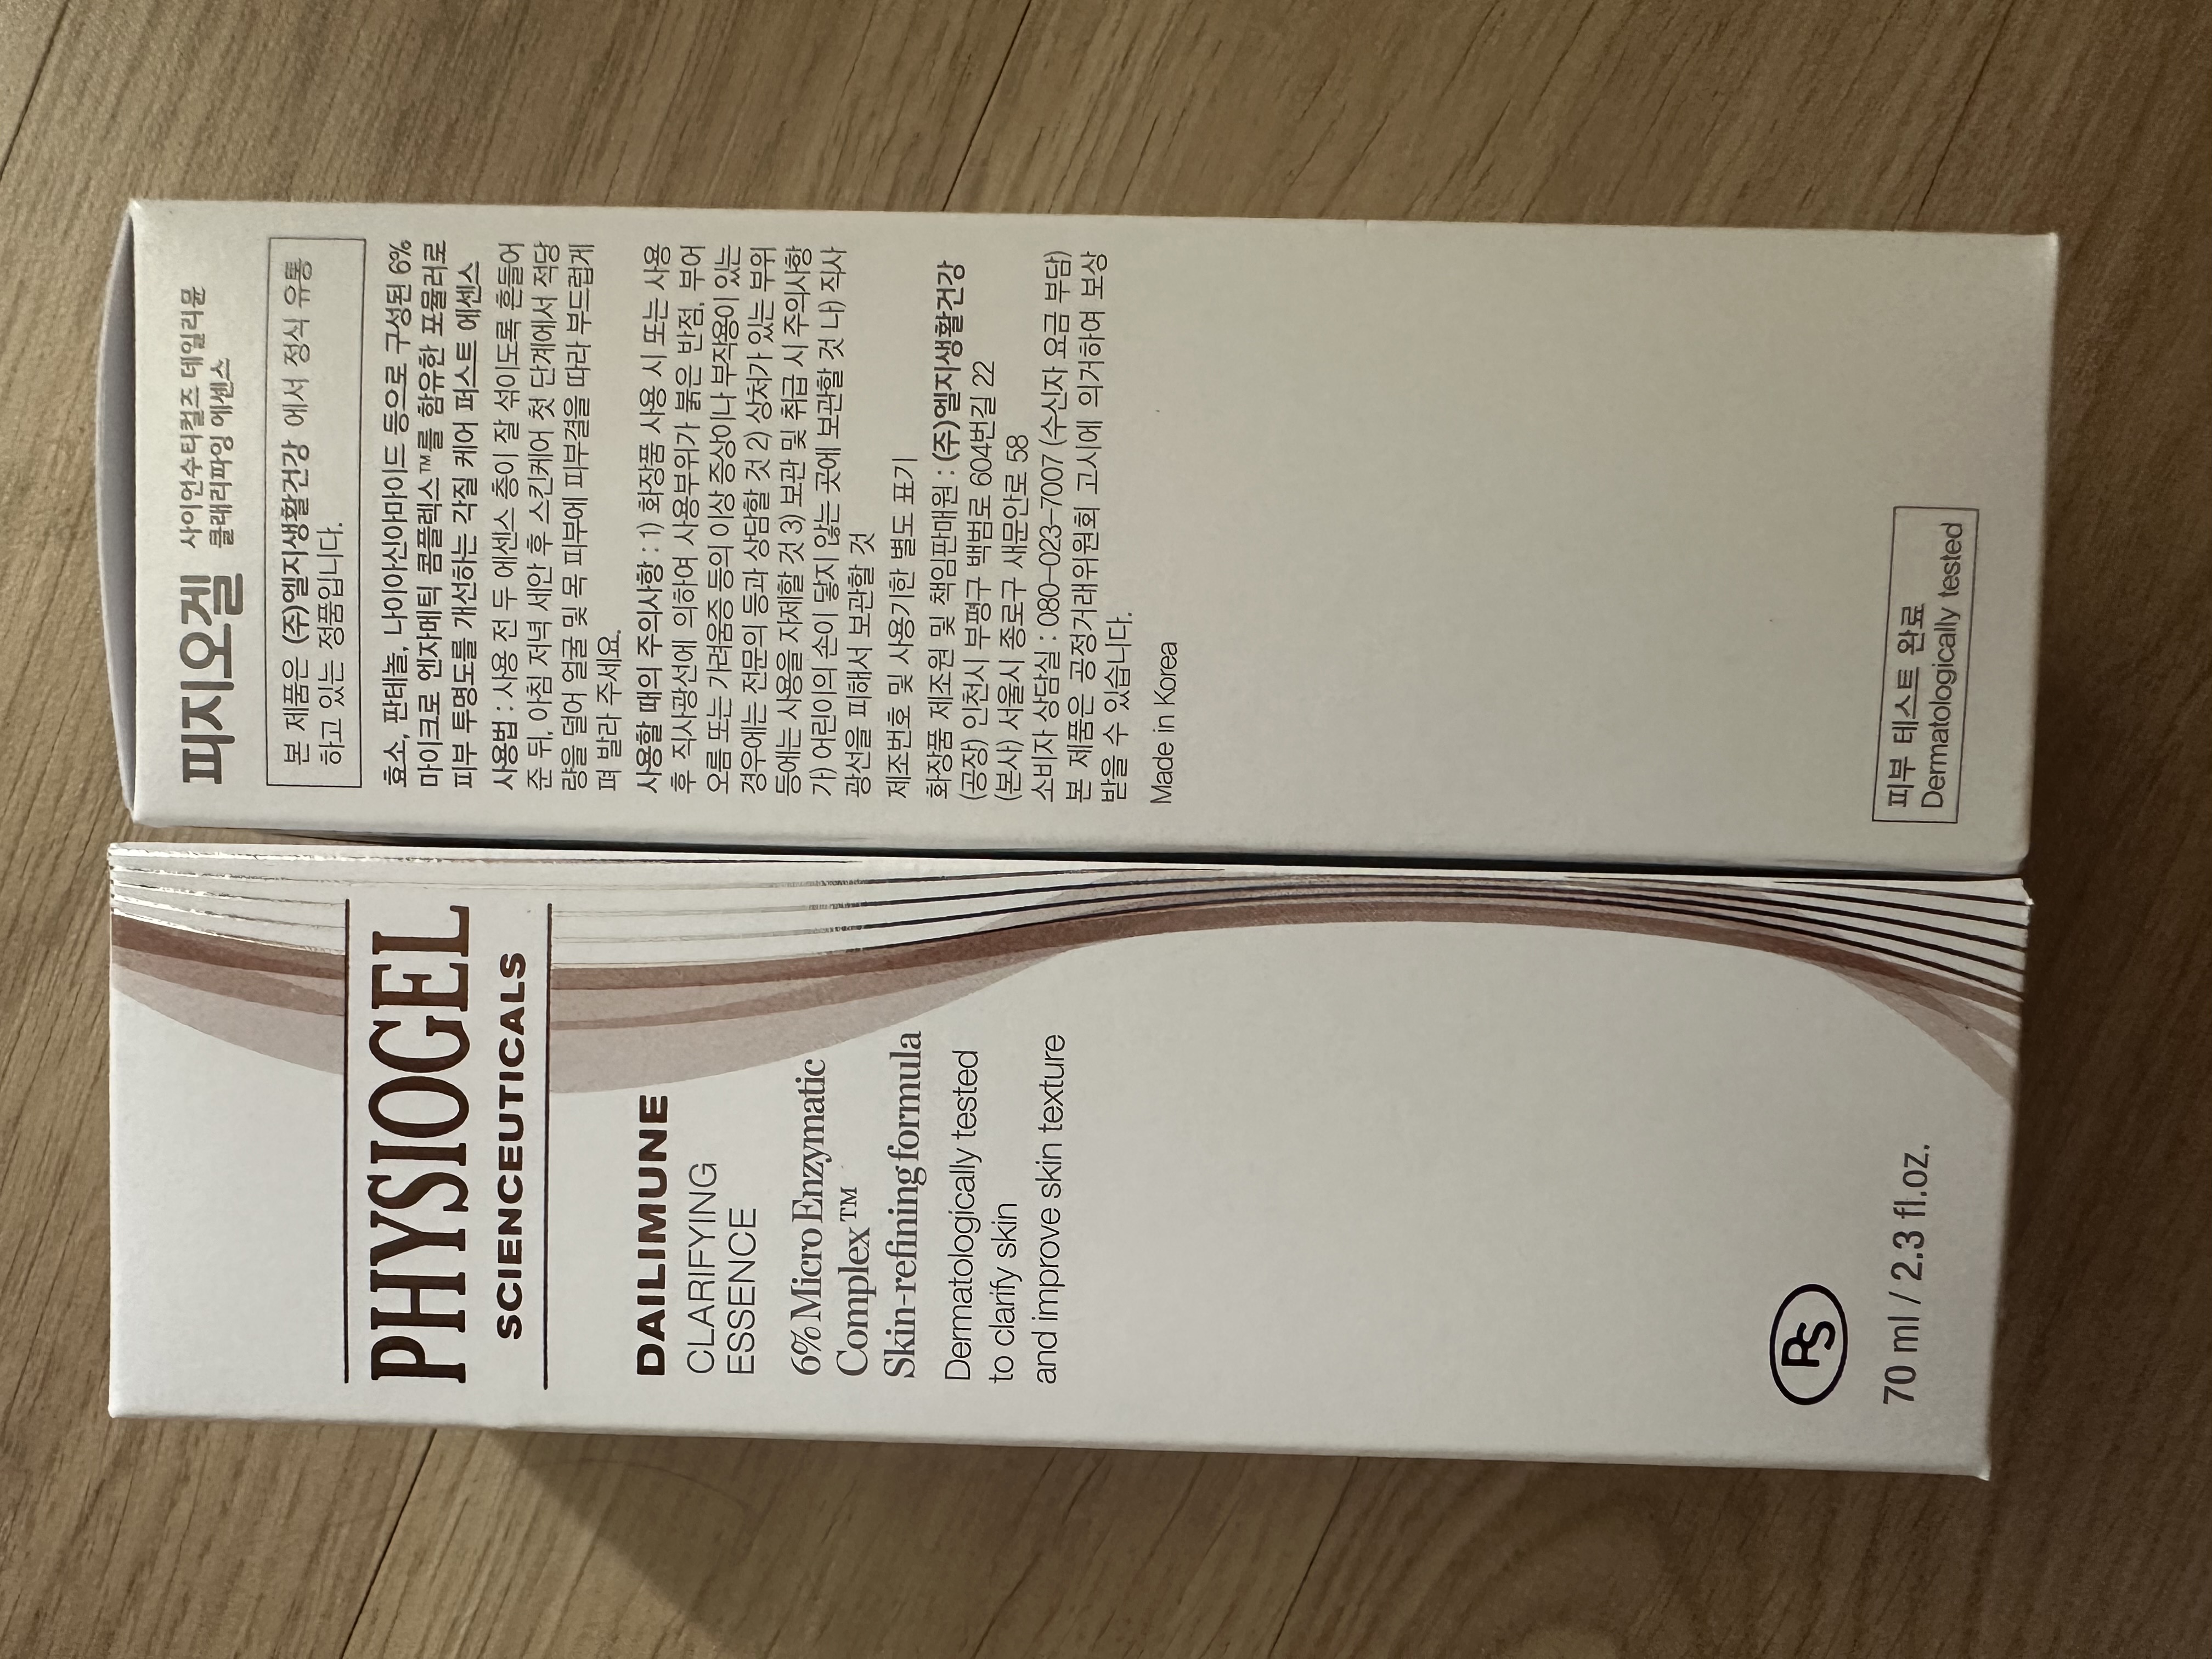 피지오겔
사이언수티컬즈 데일리뮨
클래리파잉 에센스
본 제품은 (주)엘지생활건강 에서 정식 유통
하고 있는 정품입니다.
효소, 판테놀, 나이아신아마이드 등으로 구성된 6%
마이크로 엔자메틱 콤플렉스™를 함유한 포뮬러로
피부 투명도를 개선하는 각질 케어 퍼스트 에센스
사용법 : 사용 전 두 에센스 층이 잘 섞이도록 흔들어
준 뒤, 아침 저녁 세안 후 스킨케어 첫 단계에서 적당
량을 덜어 얼굴 및 목 피부에 피부결을 따라 부드럽게
펴 발라 주세요.
사용할 때의 주의사항 : 1) 화장품 사용 시 또는 사용
후 직사광선에 의하여 사용부위가 붉은 반점, 부어
오름 또는 가려움증 등의 이상 증상이나 부작용이 있는
경우에는 전문의 등과 상담할 것 2) 상처가 있는 부위
등에는 사용을 자제할 것 3) 보관 및 취급 시 주의사항
가) 어린이의 손이 닿지 않는 곳에 보관할 것 나) 직사
광선을 피해서 보관할 것
제조번호 및 사용기한 별도 표기
화장품 제조원 및 책임판매원 : (주)엘지생활건강
(공장) 인천시 부평구 백범로 604번길 22
(본사) 서울시 종로구 새문안로 58
소비자 상담실 : 080-023-7007 (수신자 요금 부담)
본 제품은 공정거래위원회 고시에 의거하여 보상
받을 수 있습니다.
Made in Korea
피부 테스트 완료
Dermatologically tested
PHYSIOGEL
SCIENCEUTICALS
DAILIMUNE
CLARIFYING
ESSENCE
6% Micro Enzymatic
Complex™
Skin-refining formula
Dermatologically tested
to clarify skin
and improve skin texture
PS
70 ml / 2.3 fl.oz.